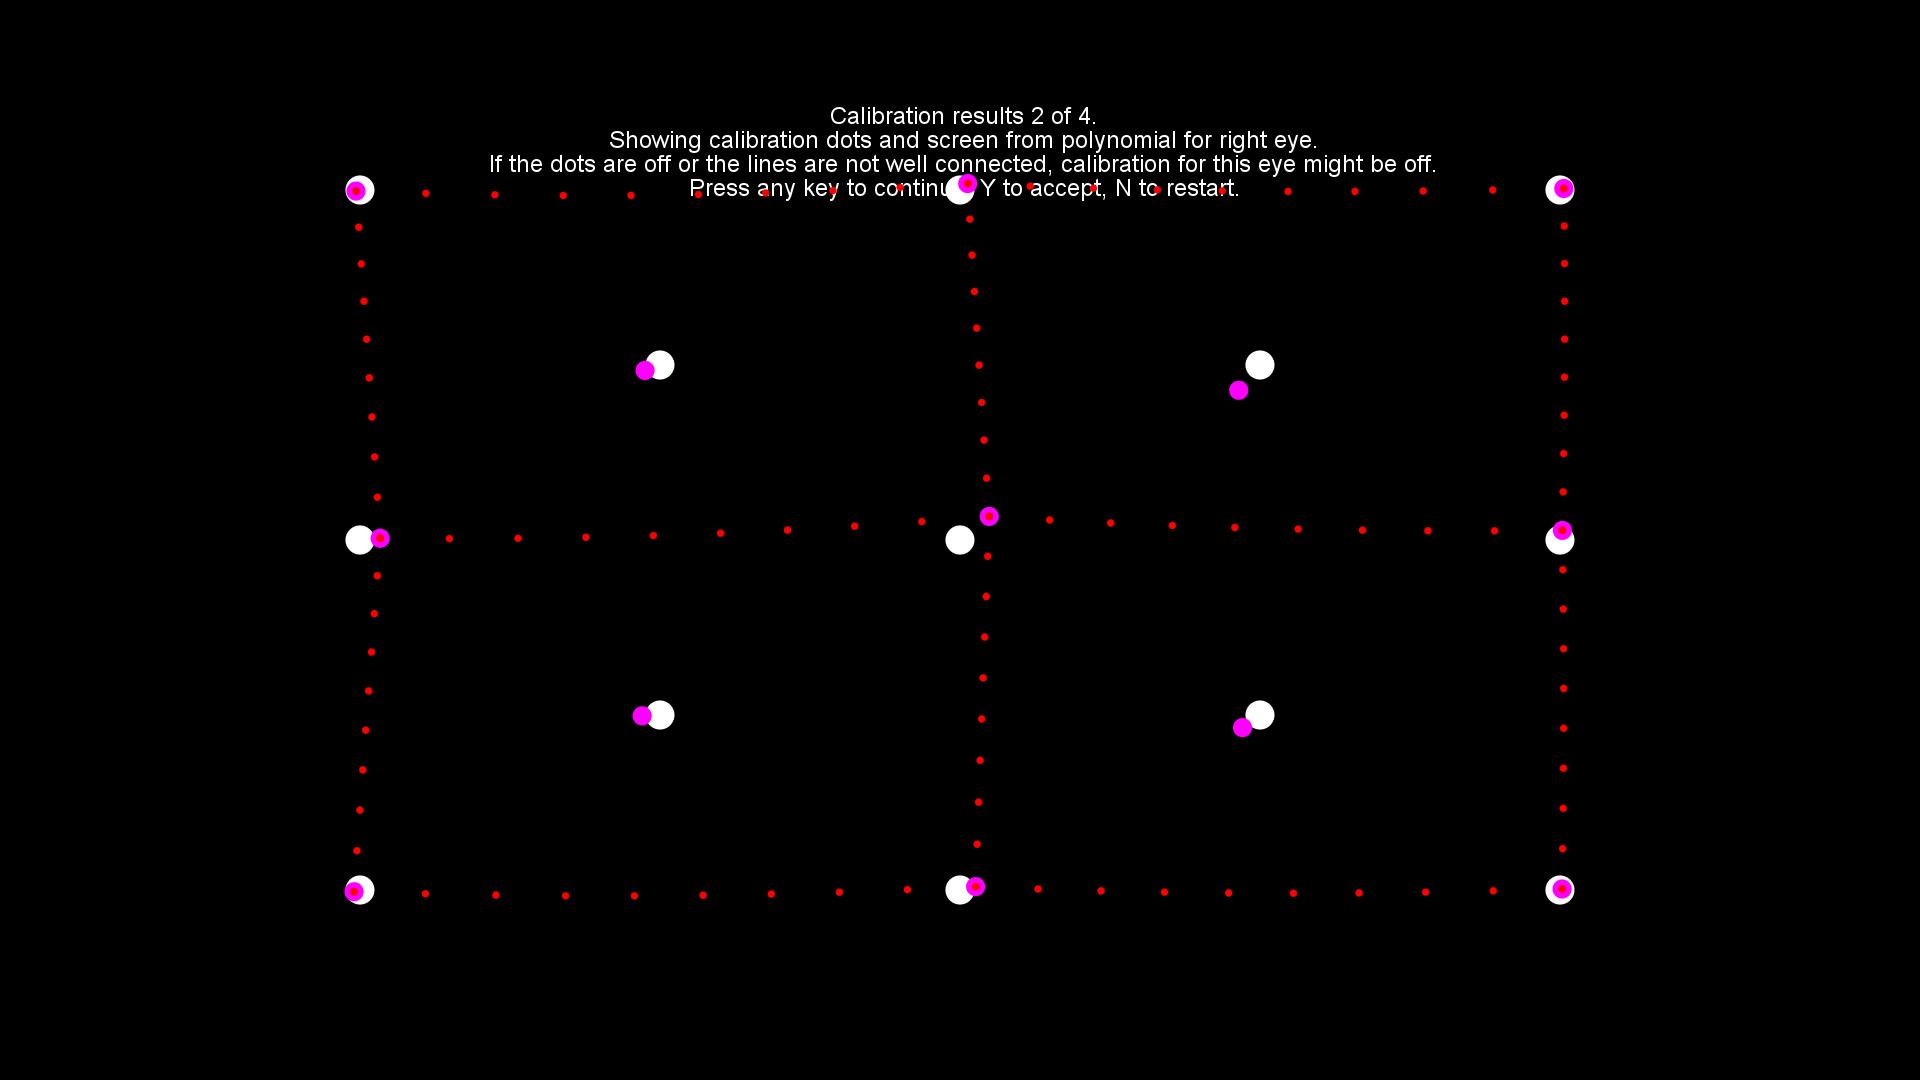 Calibration results 2 of 4.
Showing calibration dots and screen from polynomial for right eye.
If the dots are off or the lines are not well connected, calibration for this eye might be off.
Press any key to continu Y to accept, N to restart.